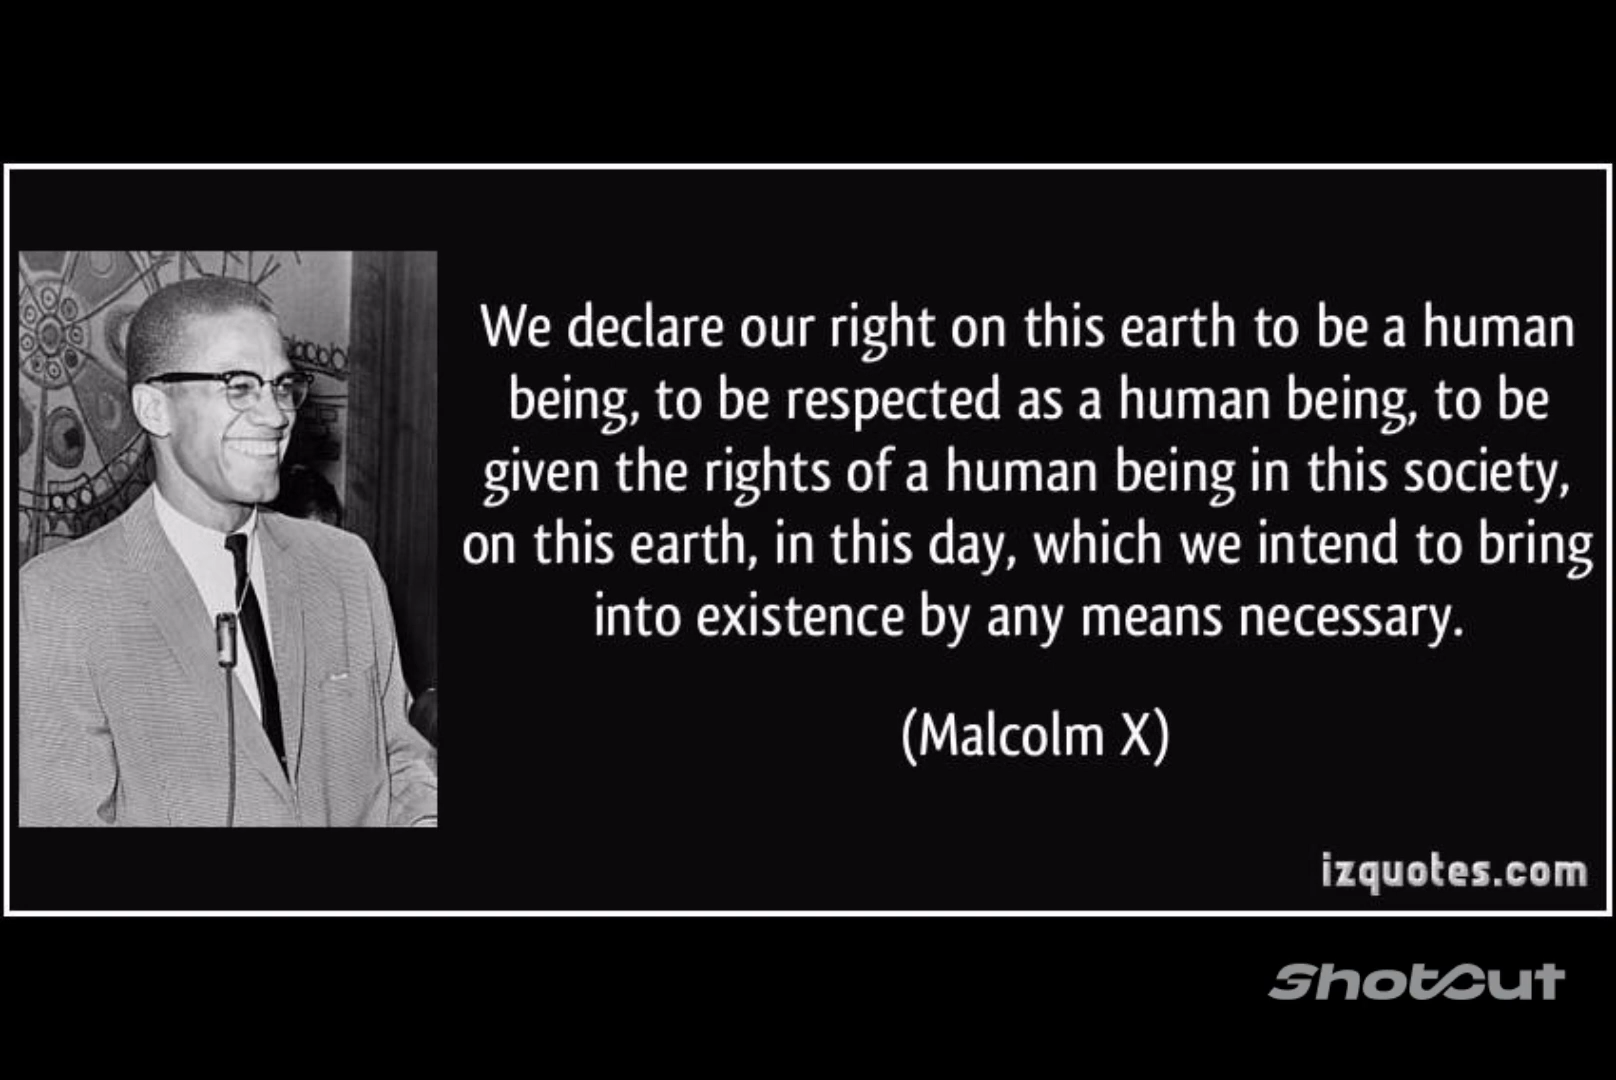 We declare our right on this earth to be a human
being, to be respected as a human being, to be
given the rights of a human being in this society,
on this earth, in this day, which we intend to bring
into existence by any means necessary.
(Malcolm X)
izquotes.com
ShotCut